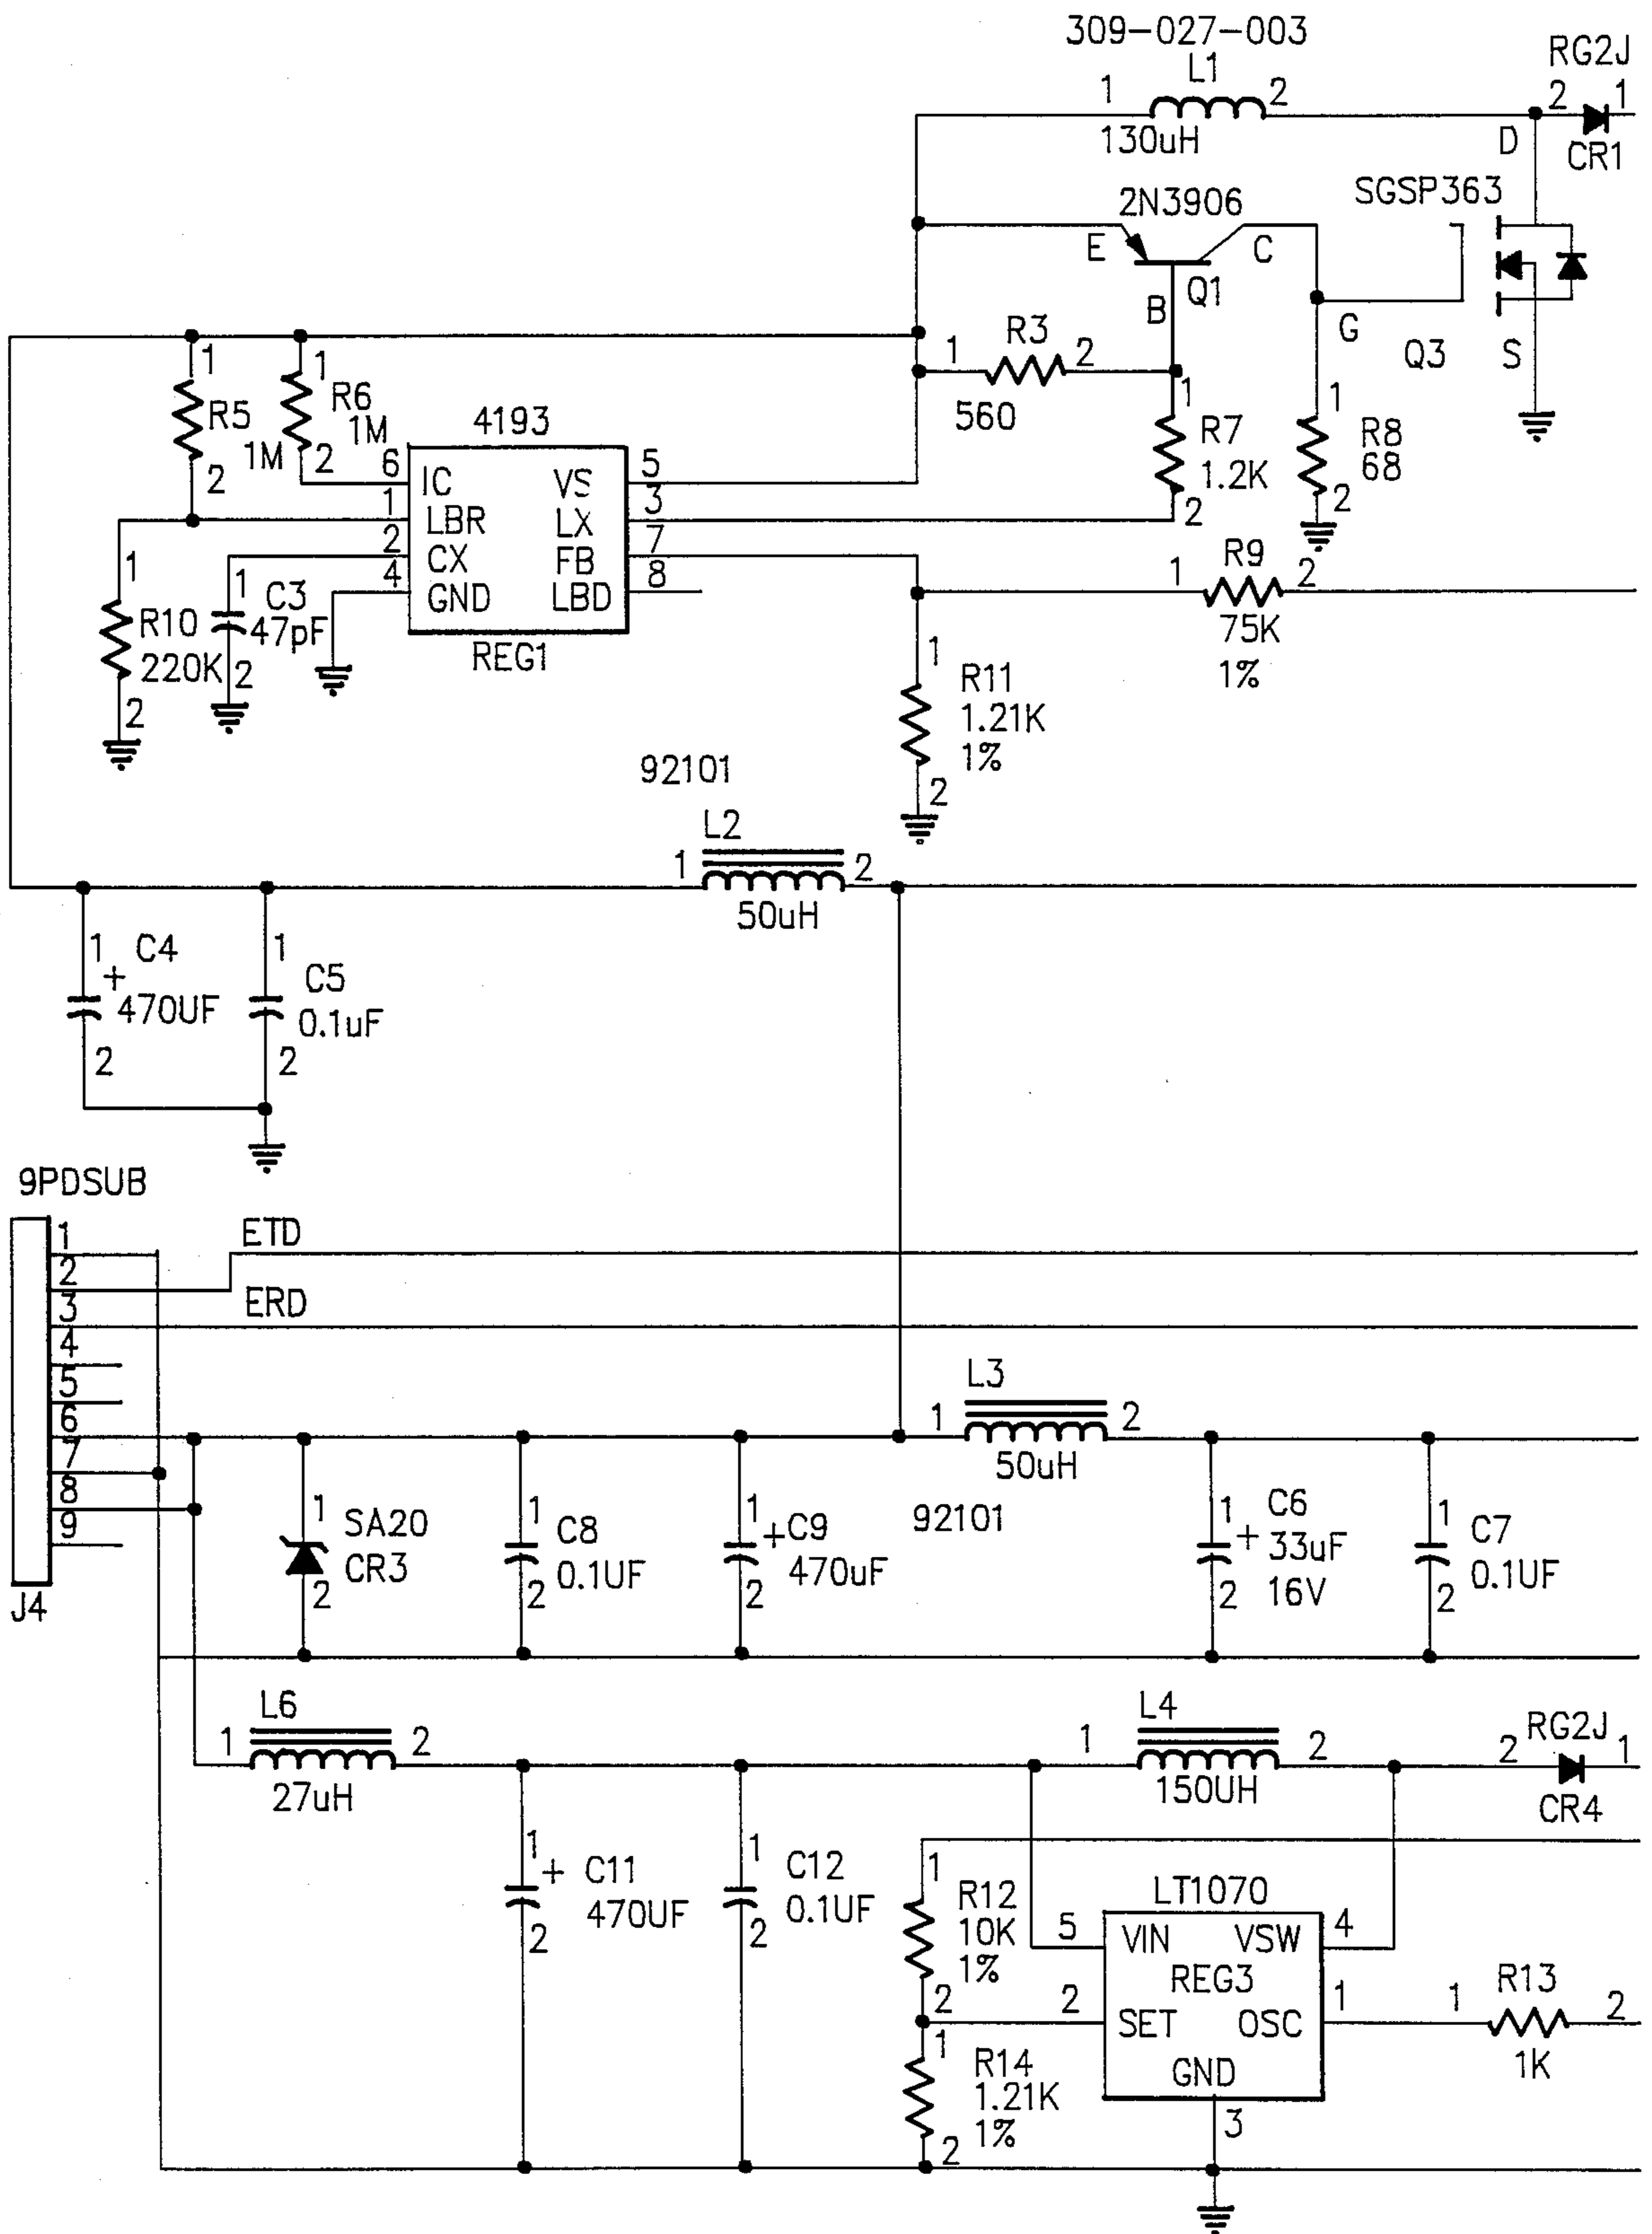 309-027-003
L1
1
2
130uH
RG2J
2
1
D
CR1
2N3906
SGSP363
E
C
Q1
B
G
Q3
S
1
R3
2
560
1
R5
1M
2
1
R6
1M
2
4193
6
IC
VS
5
1
LBR
LX
3
2
CX
FB
7
4
GND
LBD
8
REG1
1
R7
1.2K
2
1
R8
68
2
1
R10
220K
2
1
C3
47pF
2
1
R9
2
75K
1%
1
R11
1.21K
1%
2
92101
L2
1
2
50uH
1
C4
+
470UF
2
1
C5
0.1uF
2
9PDSUB
1
ETD
2
3
ERD
4
5
6
7
8
9
J4
L3
1
2
50uH
92101
1
SA20
CR3
2
1
C8
0.1UF
2
1
+C9
470uF
2
1
C6
+ 33uF
16V
2
1
C7
0.1UF
2
L6
1
2
27uH
L4
1
2
150UH
RG2J
2
1
CR4
1
+ C11
470UF
2
1
C12
0.1UF
2
1
R12
10K
1%
2
LT1070
5
VIN
VSW
4
REG3
2
SET
OSC
1
GND
3
1
R13
2
1K
1
R14
1.21K
1%
2